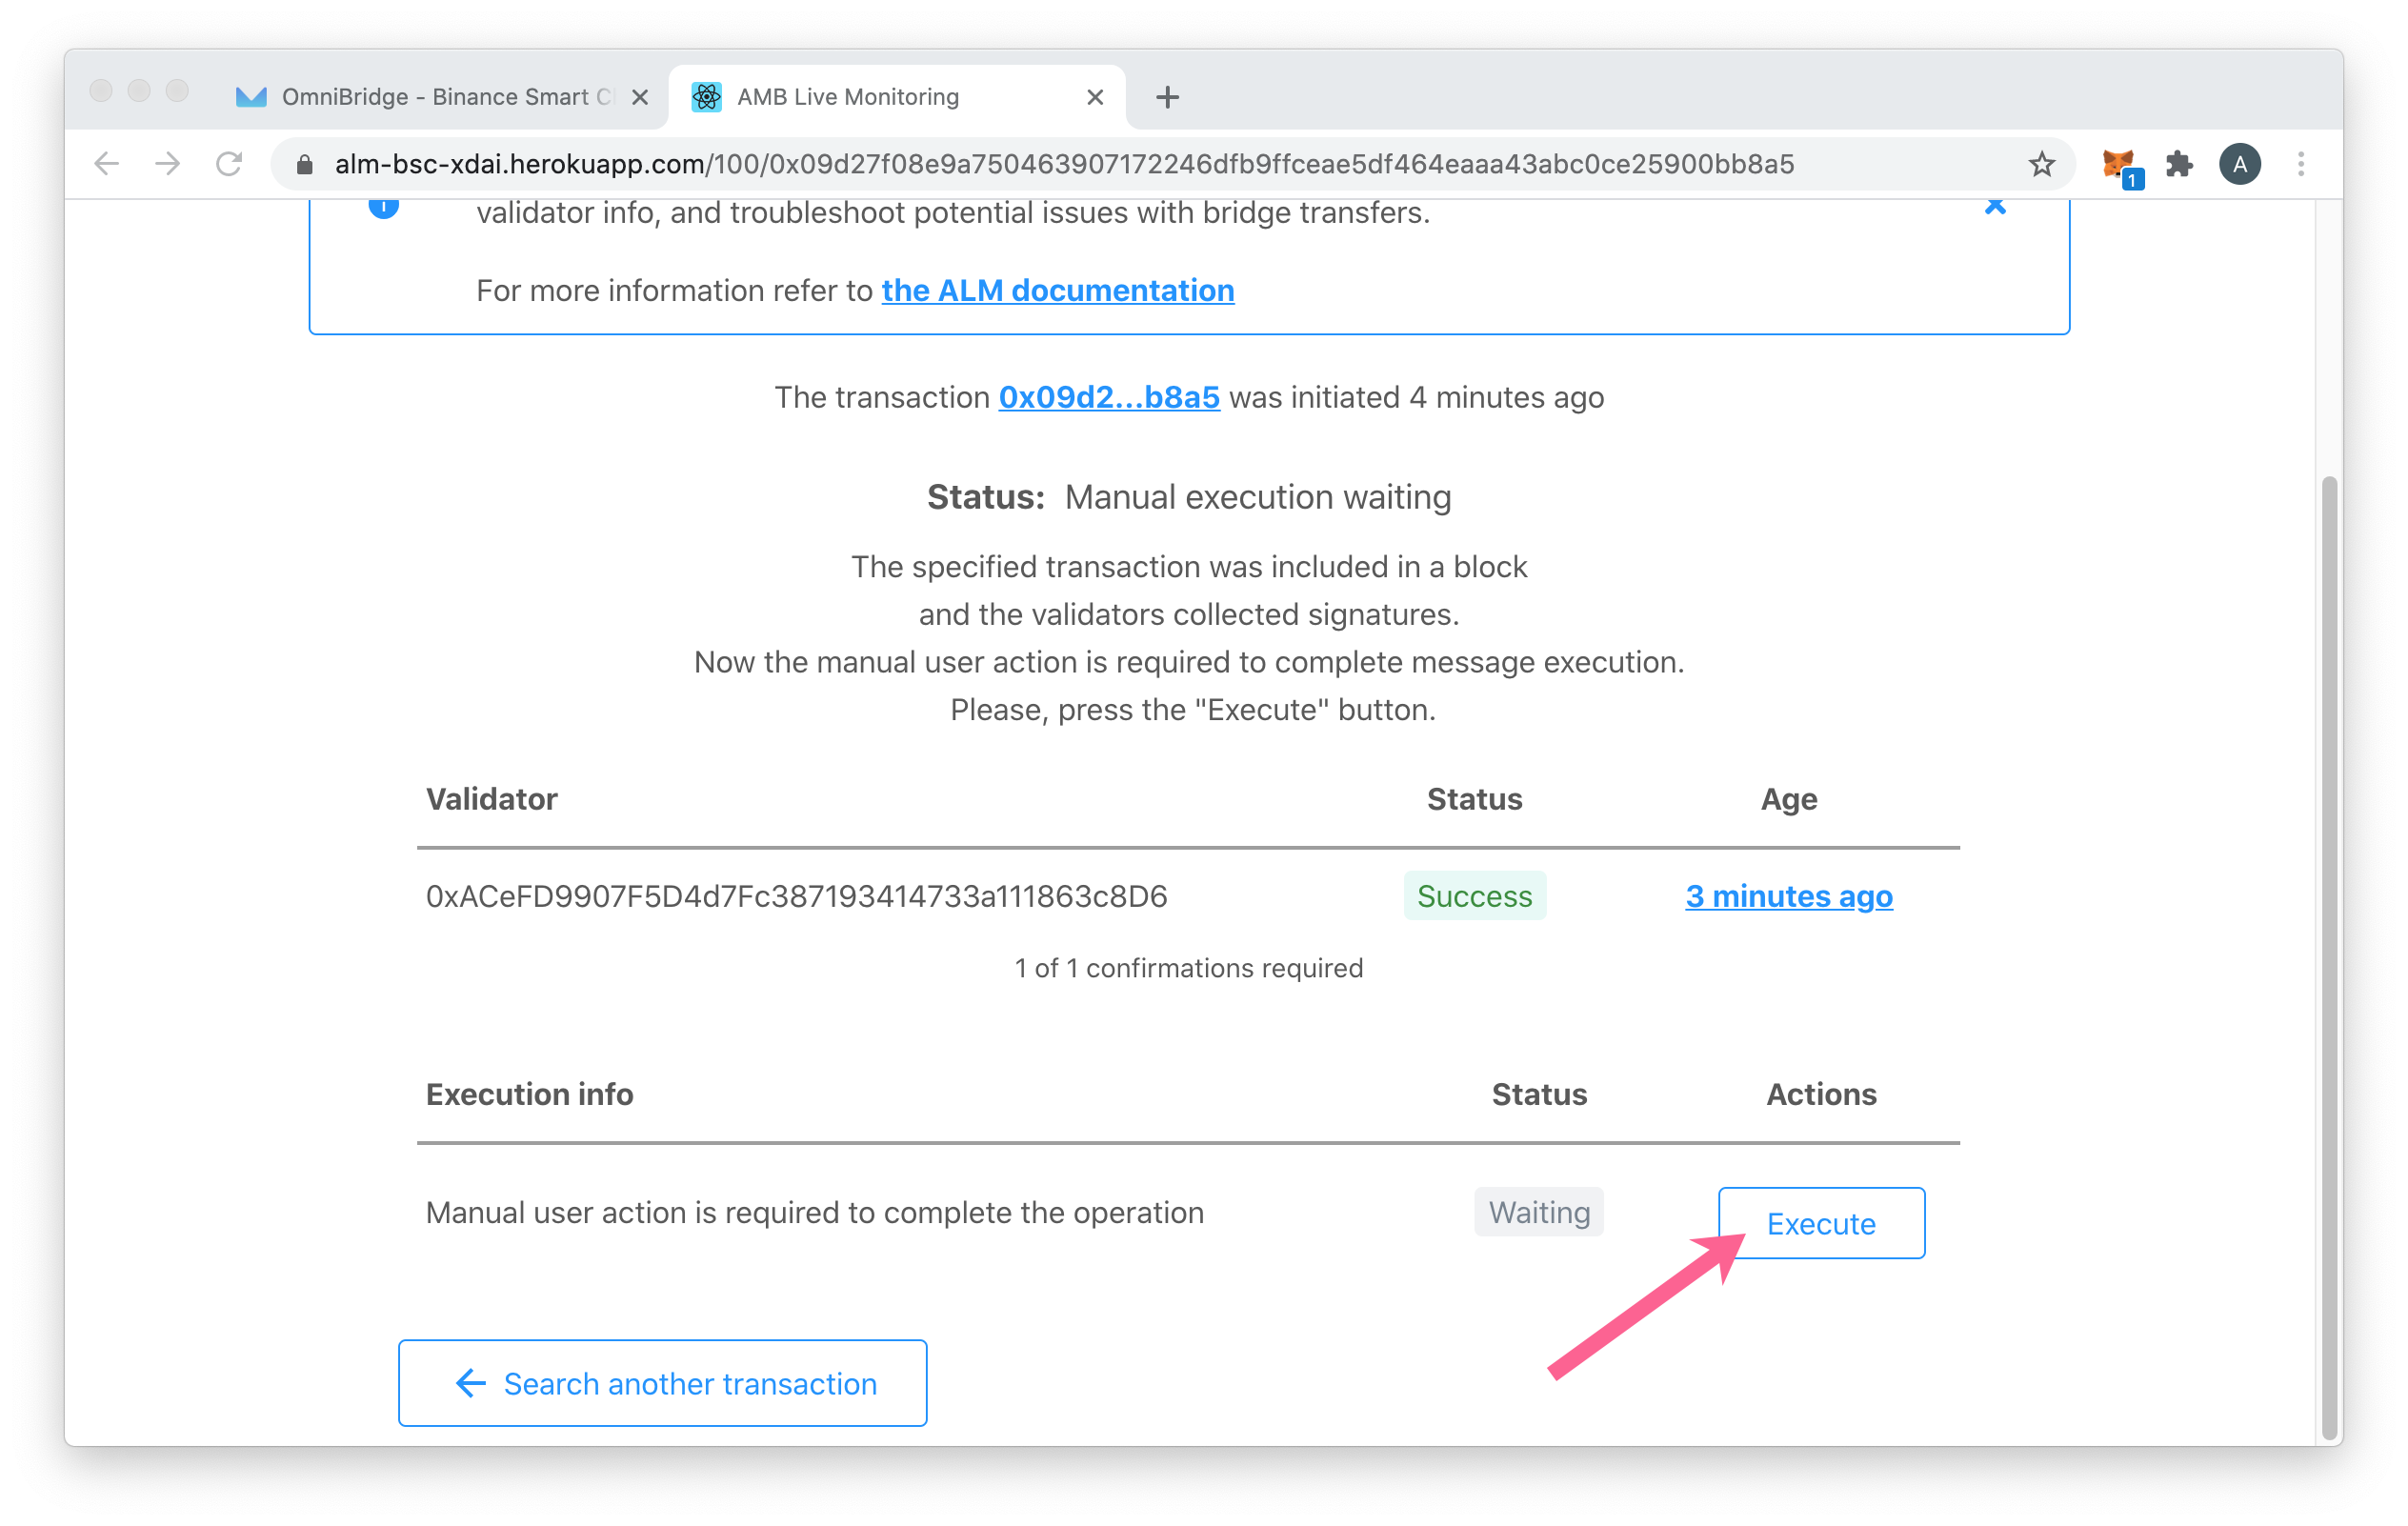 OmniBridge - Binance Smart C
AMB Live Monitoring
alm-bsc-xdai.herokuapp.com/100/0x09d27f08e9a750463907172246dfb9ffceae5df464eaaa43abc0ce25900bb8a5
1
A
validator info, and troubleshoot potential issues with bridge transfers.
For more information refer to the ALM documentation
The transaction 0x09d2...b8a5 was initiated 4 minutes ago
Status: Manual execution waiting
The specified transaction was included in a block
and the validators collected signatures.
Now the manual user action is required to complete message execution.
Please, press the "Execute" button.
Validator Status Age
0xACeFD9907F5D4d7Fc387193414733a111863c8D6 Success 3 minutes ago
1 of 1 confirmations required
Execution info Status Actions
Manual user action is required to complete the operation Waiting Execute
Search another transaction